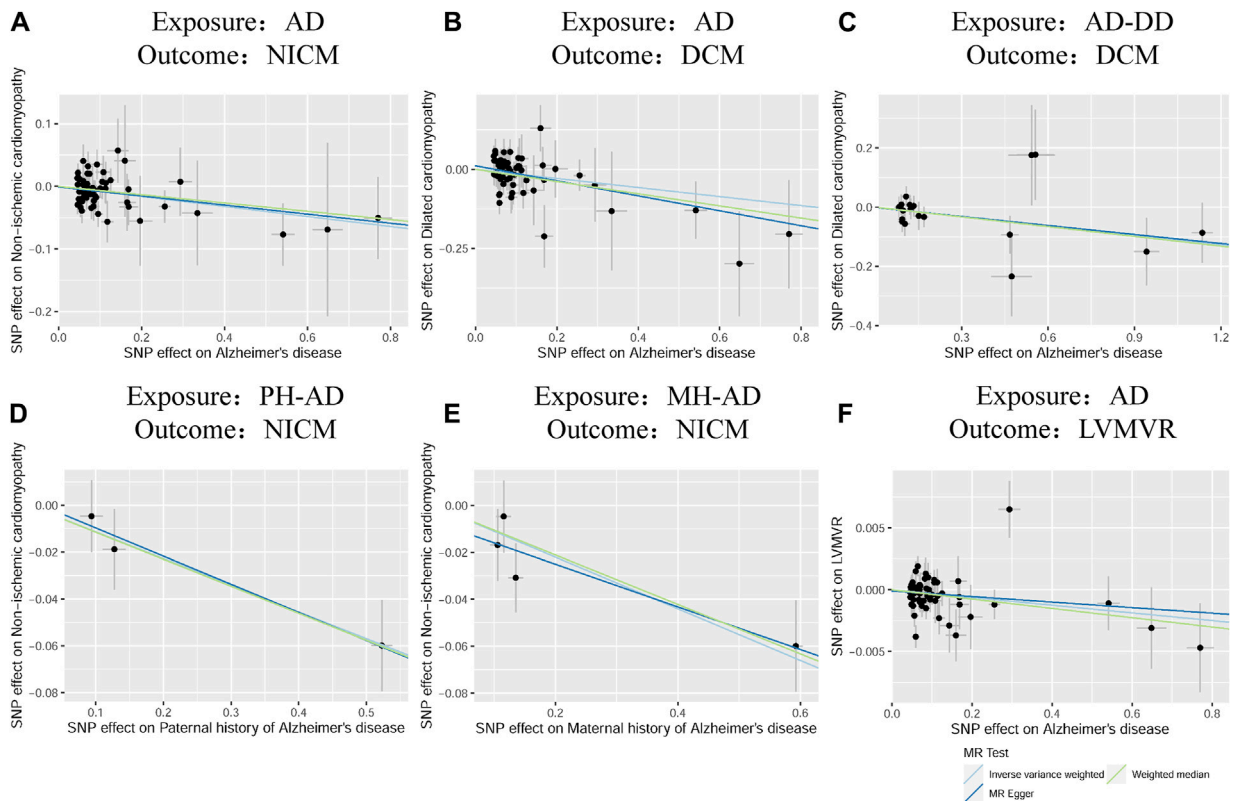 A
Exposure：AD
Outcome：NICM
SNP effect on Non−ischemic cardiomyopathy
0.1
0.0
−0.1
−0.2
0.0
0.2
0.4
0.6
0.8
SNP effect on Alzheimer's disease
B
Exposure：AD
Outcome：DCM
SNP effect on Dilated cardiomyopathy
0.00
−0.25
0.0
0.2
0.4
0.6
0.8
SNP effect on Alzheimer's disease
C
Exposure：AD-DD
Outcome：DCM
SNP effect on Dilated cardiomyopathy
0.2
0.0
−0.2
−0.4
0.3
0.6
0.9
1.2
SNP effect on Alzheimer's disease
D
Exposure：PH-AD
Outcome：NICM
SNP effect on Non−ischemic cardiomyopathy
0.00
−0.02
−0.04
−0.06
−0.08
0.1
0.2
0.3
0.4
0.5
SNP effect on Paternal history of Alzheimer's disease
E
Exposure：MH-AD
Outcome：NICM
SNP effect on Non−ischemic cardiomyopathy
0.00
−0.02
−0.04
−0.06
−0.08
0.2
0.4
0.6
SNP effect on Maternal history of Alzheimer's disease
F
Exposure：AD
Outcome：LVMVR
SNP effect on LVMVR
0.005
0.000
−0.005
0.0
0.2
0.4
0.6
0.8
SNP effect on Alzheimer's disease
MR Test
Inverse variance weighted
Weighted median
MR Egger